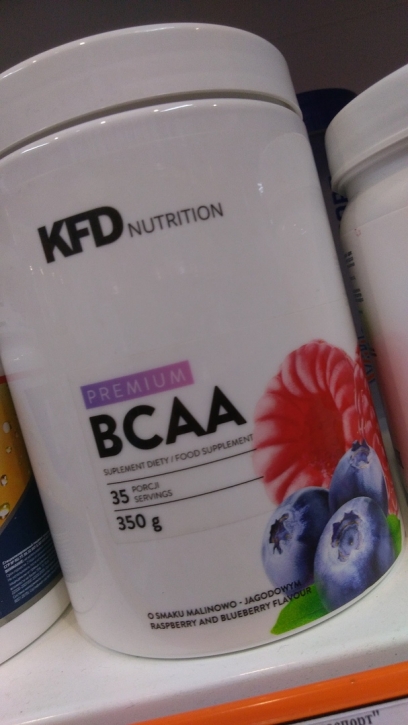 KFD NUTRITION
PREMIUM
BCAA
SUPLEMENT DIETY / FOOD SUPPLEMENT
35 PORCJI
SERVINGS
350 g
O SMAKU MALINOWO - JAGODOWYM
RASPBERRY AND BLUEBERRY FLAVOUR